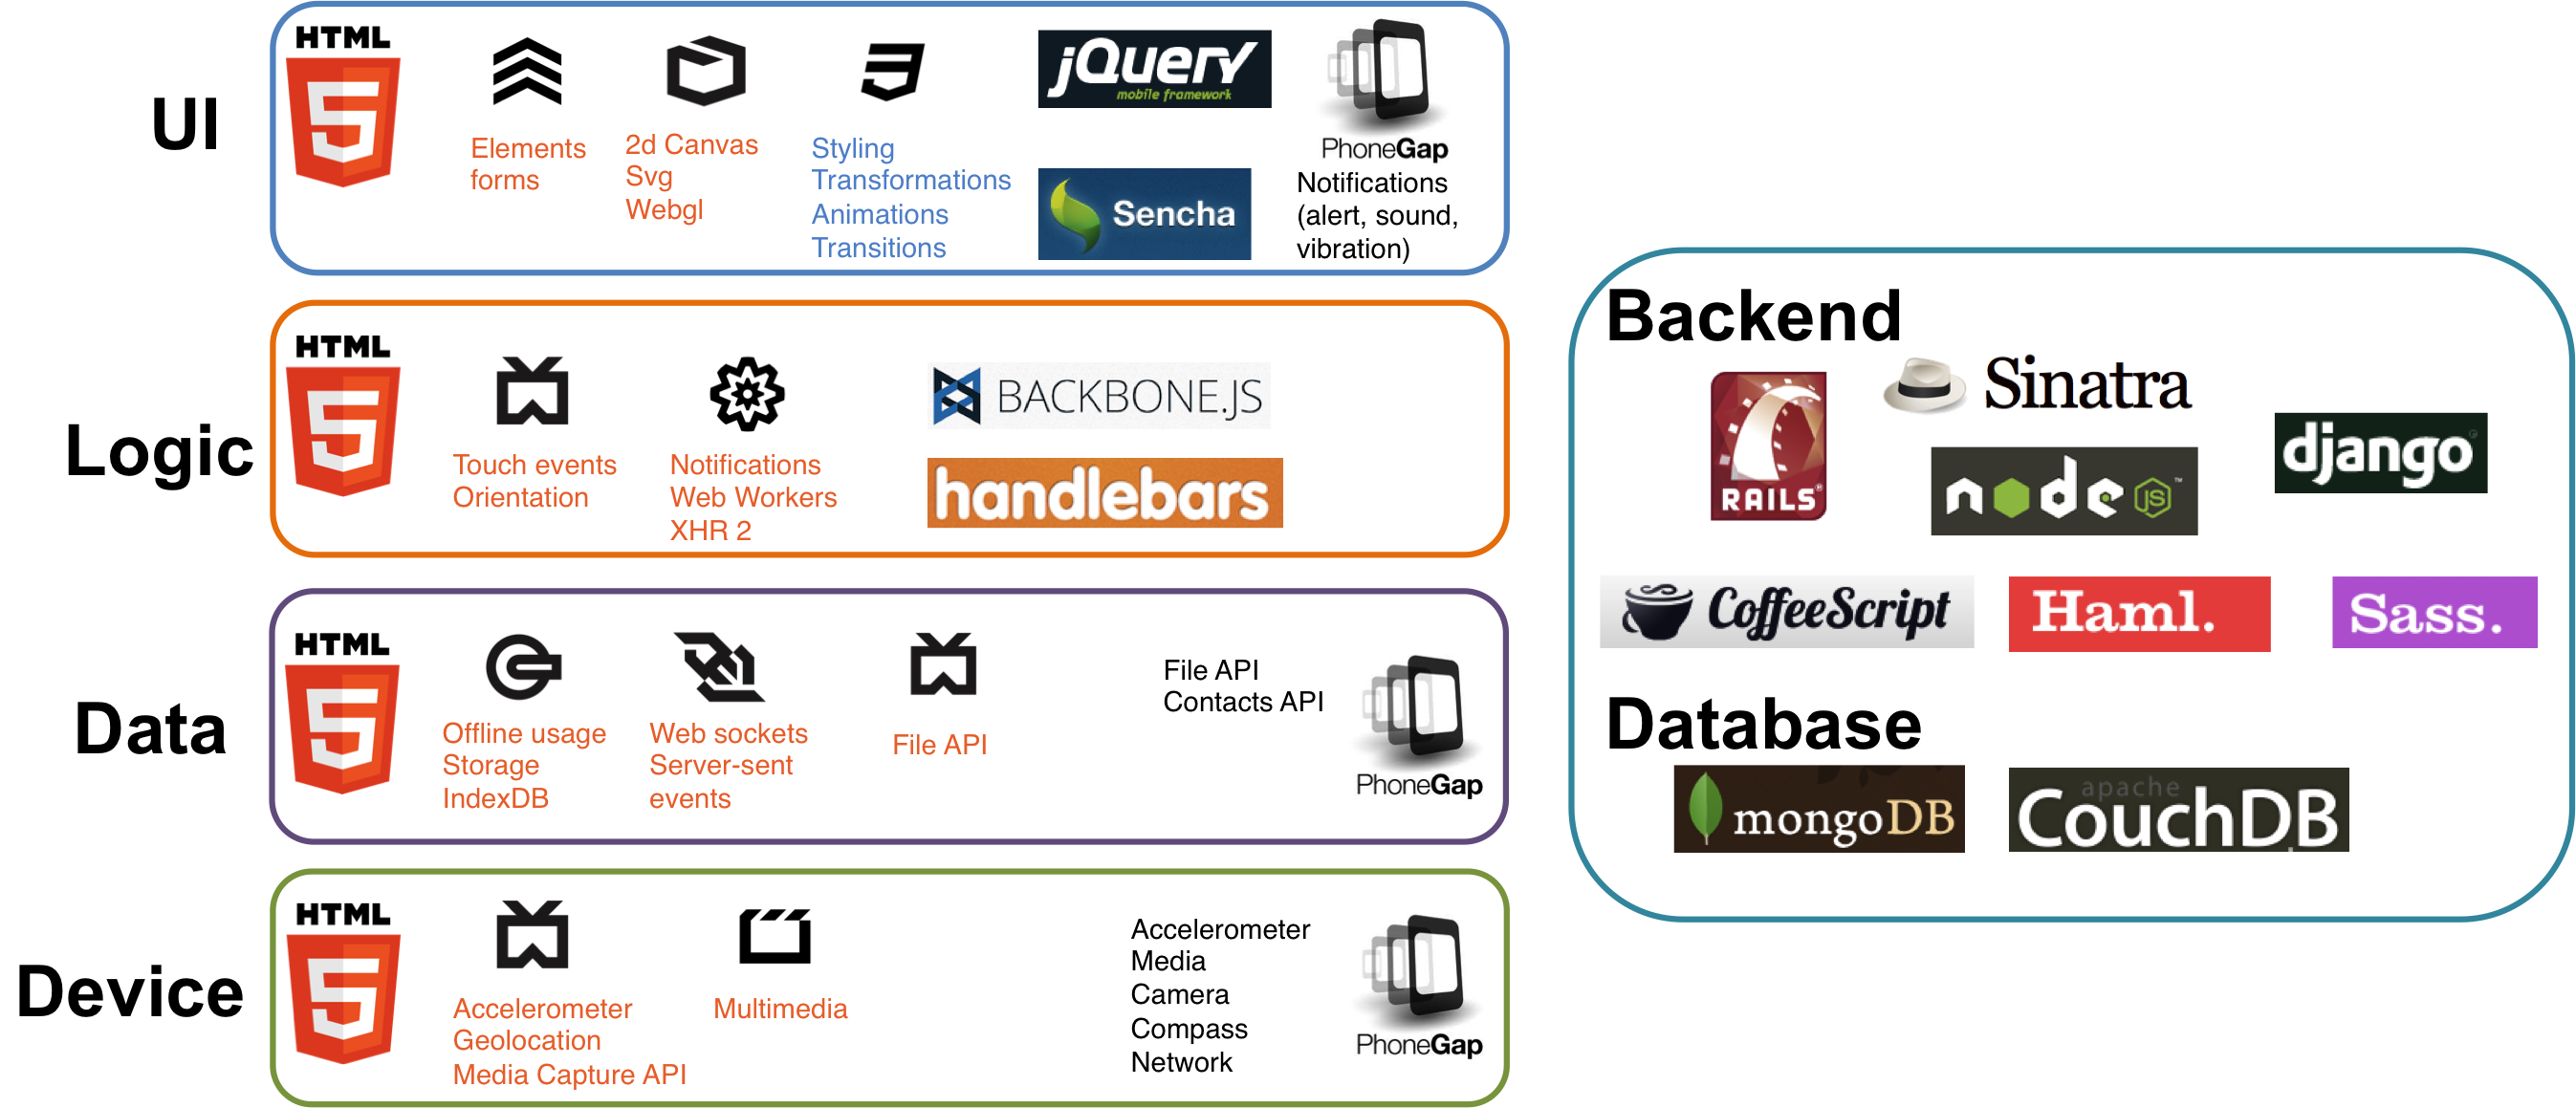 UI
HTML
5
Elements
forms
2d Canvas
Svg
Webgl
3
Styling
Transformations
Animations
Transitions
jQuery
mobile framework
Sencha
PhoneGap
Notifications
(alert, sound,
vibration)
Logic
HTML
5
Touch events
Orientation
Notifications
Web Workers
XHR 2
BACKBONE.JS
handlebars
Data
HTML
5
Offline usage
Storage
IndexDB
Web sockets
Server-sent
events
File API
File API
Contacts API
PhoneGap
Device
HTML
5
Accelerometer
Geolocation
Media Capture API
Multimedia
Accelerometer
Media
Camera
Compass
Network
PhoneGap
Backend
RAILS®
Sinatra
node JS™
django®
CoffeeScript
Haml.
Sass.
Database
mongoDB
apache
CouchDB